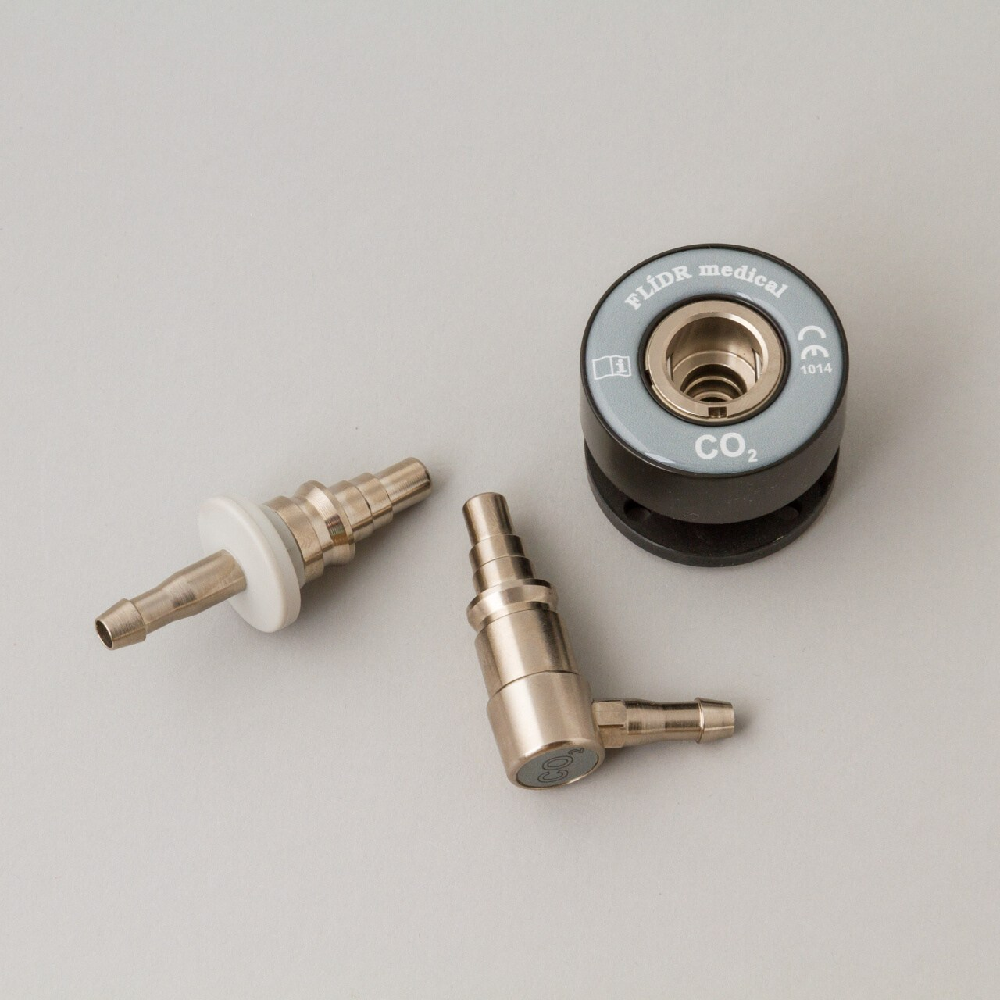 FLÍDR medical
CE
1014
i
CO₂
CO₂